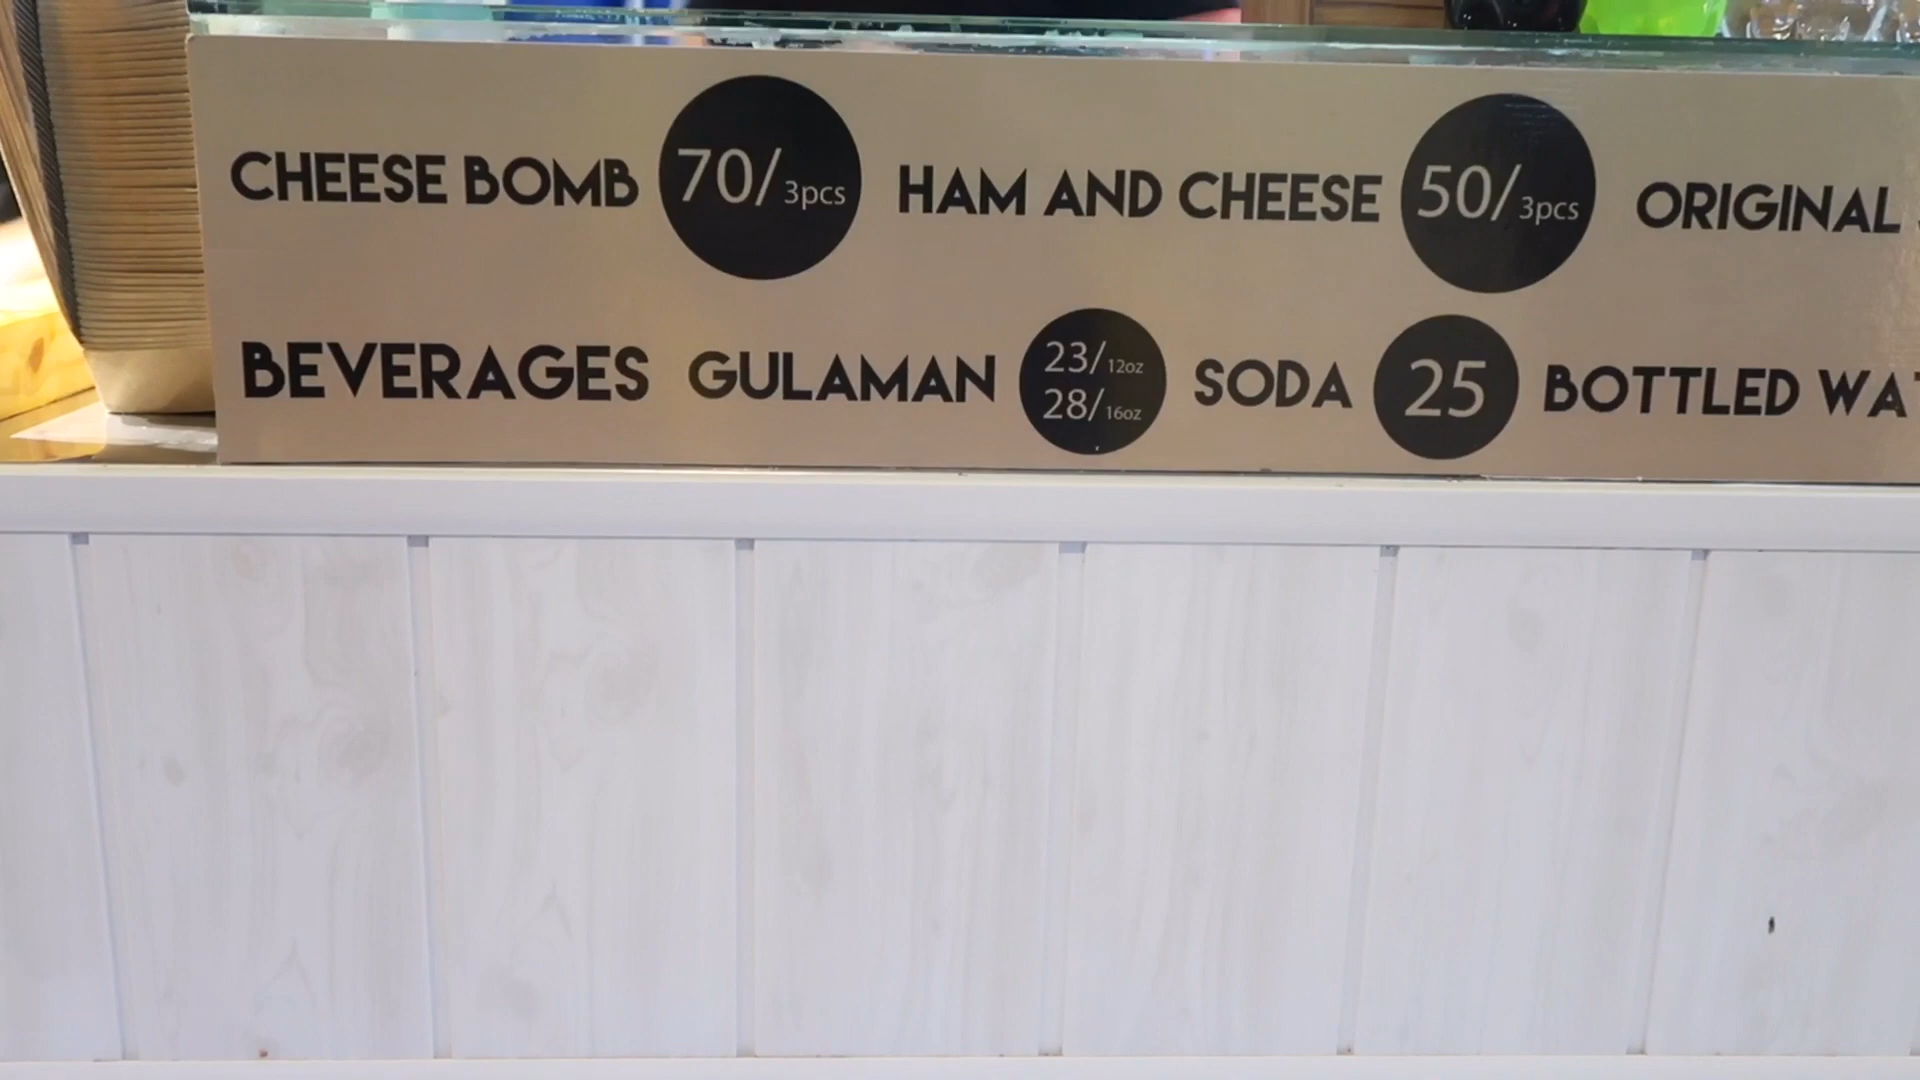 CHEESE BOMB 70/3pcs HAM AND CHEESE 50/3pcs ORIGINAL
BEVERAGES GULAMAN 23/12oz 28/16oz SODA 25 BOTTLED